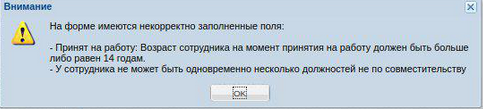 Внимание
На форме имеются некорректно заполненные поля:
- Принят на работу: Возраст сотрудника на момент принятия на работу должен быть больше
либо равен 14 годам.
- У сотрудника не может быть одновременно несколько должностей не по совместительству
OK